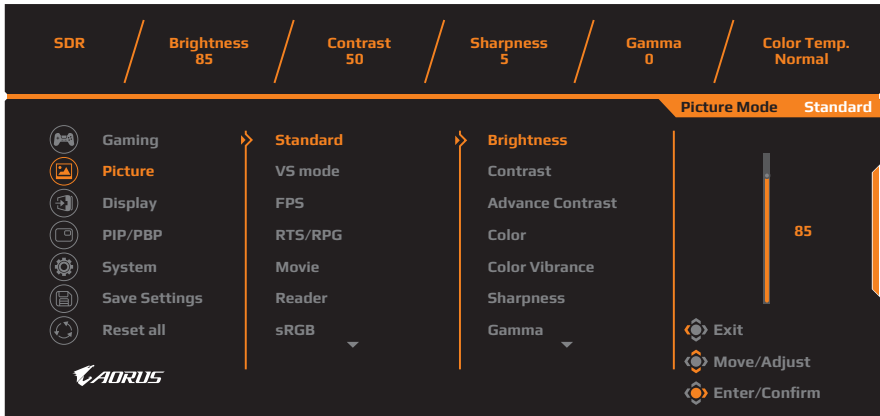 SDR Brightness Contrast Sharpness Gamma Color Temp.
85 50 5 0 Normal
Picture Mode Standard
Gaming Standard Brightness
Picture VS mode Contrast
Display FPS Advance Contrast
PIP/PBP RTS/RPG Color 85
System Movie Color Vibrance
Save Settings Reader Sharpness
Reset all sRGB Gamma Exit
Move/Adjust
AORUS
Enter/Confirm